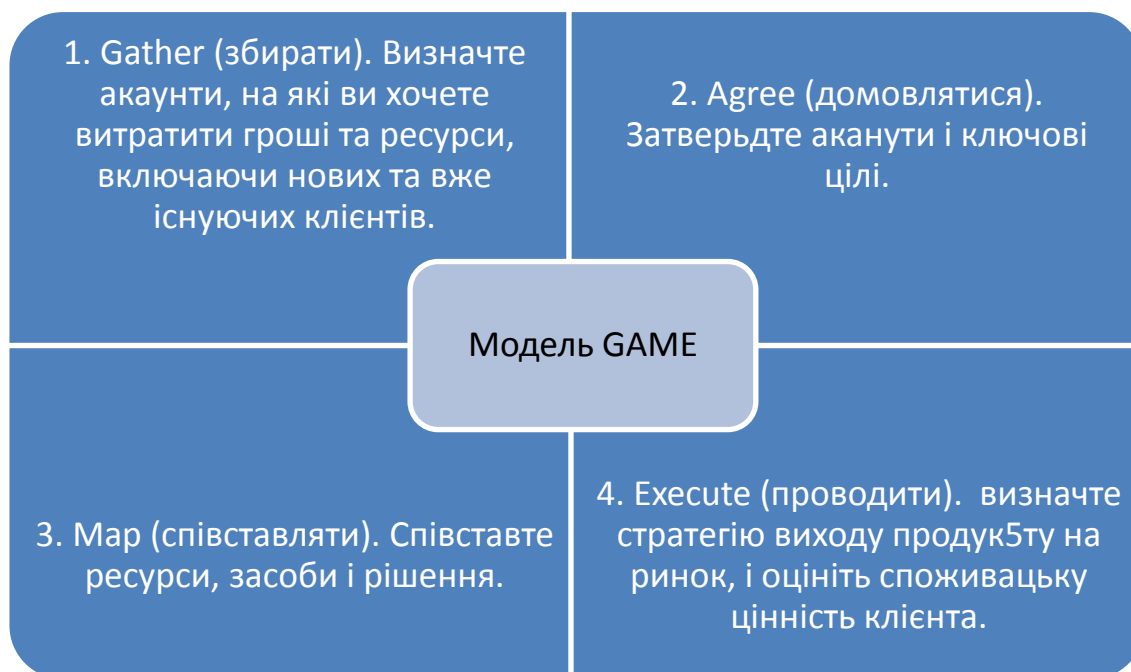 1. Gather (збирати). Визначте
акаунти, на які ви хочете
витратити гроші та ресурси,
включаючи нових та вже
існуючих клієнтів.
2. Agree (домовлятися).
Затверьдте аканути і ключові
цілі.
Модель GAME
3. Map (співставляти). Співставте
ресурси, засоби і рішення.
4. Execute (проводити).  визначте
стратегію виходу продук5ту на
ринок, і оцініть споживацьку
цінність клієнта.